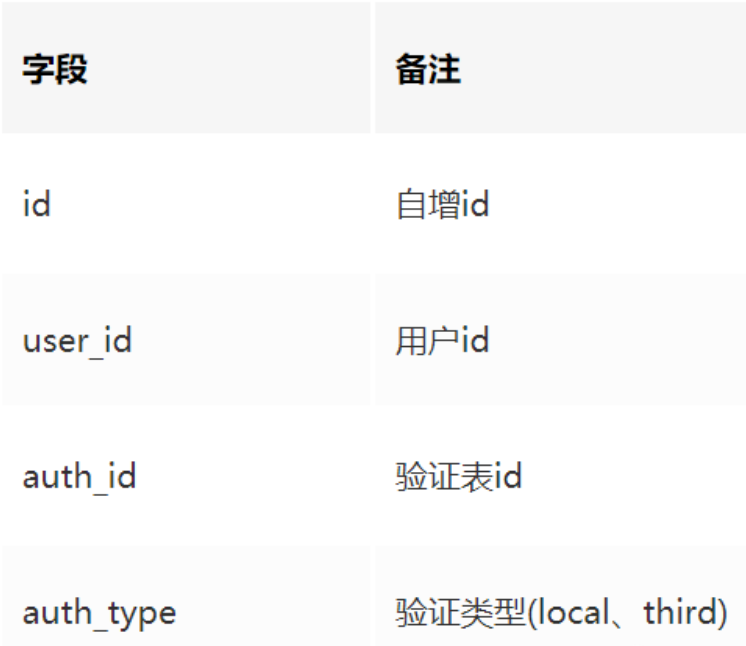 字段 备注
id 自增id
user_id 用户id
auth_id 验证表id
auth_type 验证类型(local、third)